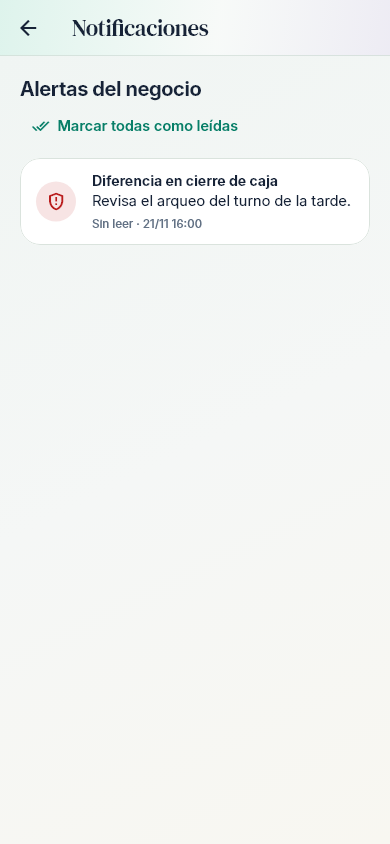 Notificaciones
Alertas del negocio
Marcar todas como leídas
Diferencia en cierre de caja
Revisa el arqueo del turno de la tarde.
Sin leer · 21/11 16:00